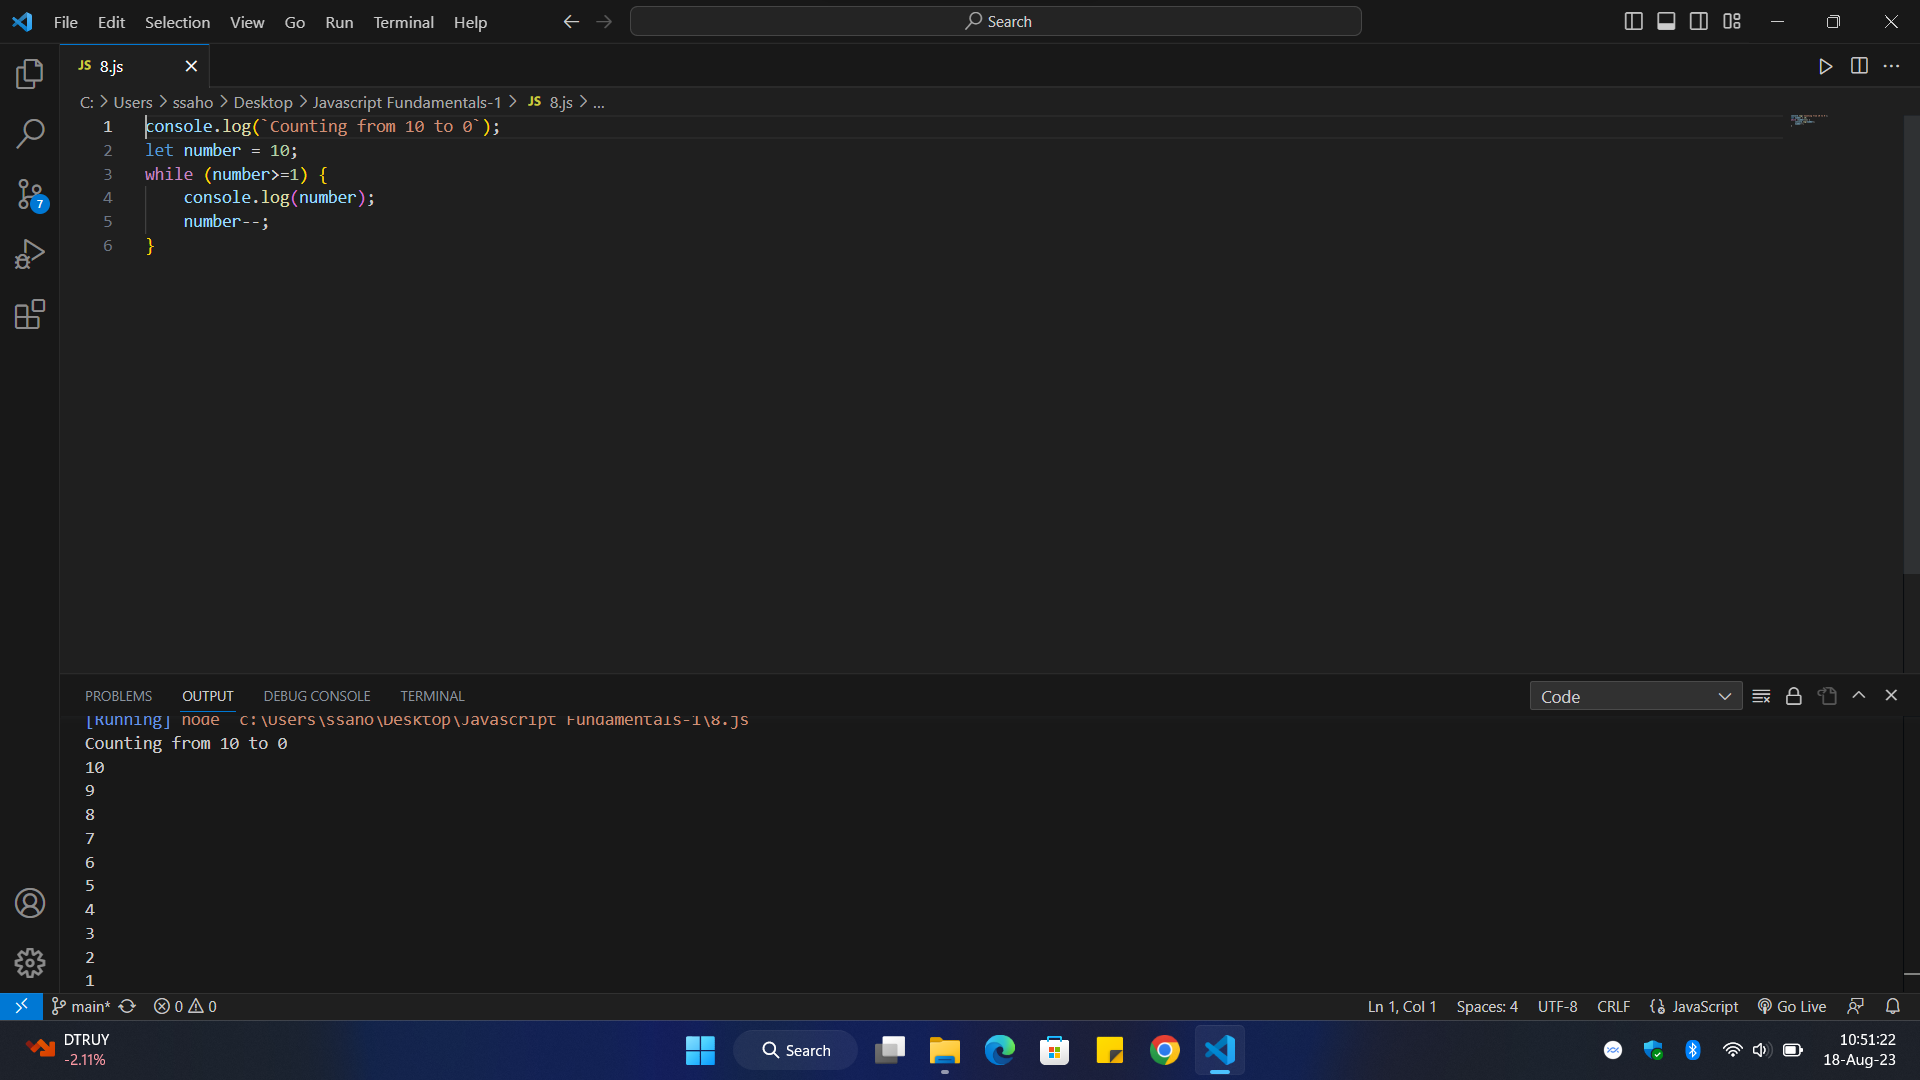 File Edit Selection View Go Run Terminal Help
Search
JS 8.js
C: > Users > ssaho > Desktop > Javascript Fundamentals-1 > JS 8.js > ...
1 console.log(`Counting from 10 to 0`);
2 let number = 10;
3 while (number>=1) {
4 console.log(number);
5 number--;
6 }
7
PROBLEMS OUTPUT DEBUG CONSOLE TERMINAL
Code
[Running] node "c:\Users\ssaho\Desktop\Javascript Fundamentals-1\8.js
Counting from 10 to 0
10
9
8
7
6
5
4
3
2
1
main* 0 0
Ln 1, Col 1 Spaces: 4 UTF-8 CRLF JavaScript Go Live
DTRUY
-2.11%
Search
10:51:22
18-Aug-23